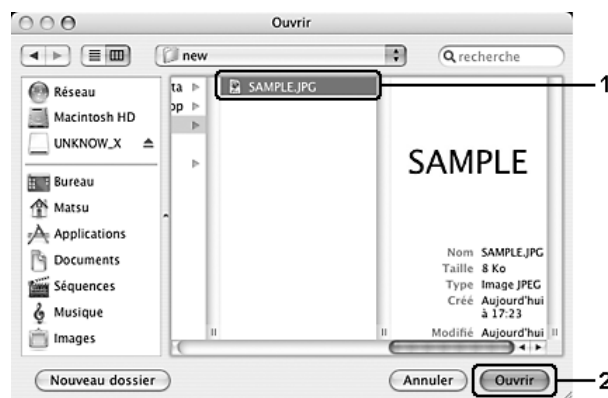 Ouvrir
new
recherche
Réseau
Macintosh HD
UNKNOW_X
Bureau
Matsu
Applications
Documents
Séquences
Musique
Images
ta
op
SAMPLE.JPG
1
SAMPLE
Nom SAMPLE.JPG
Taille 8 Ko
Type Image JPEG
Créé Aujourd'hui
à 17:23
Modifié Aujourd'hui
Nouveau dossier
Annuler
Ouvrir
2